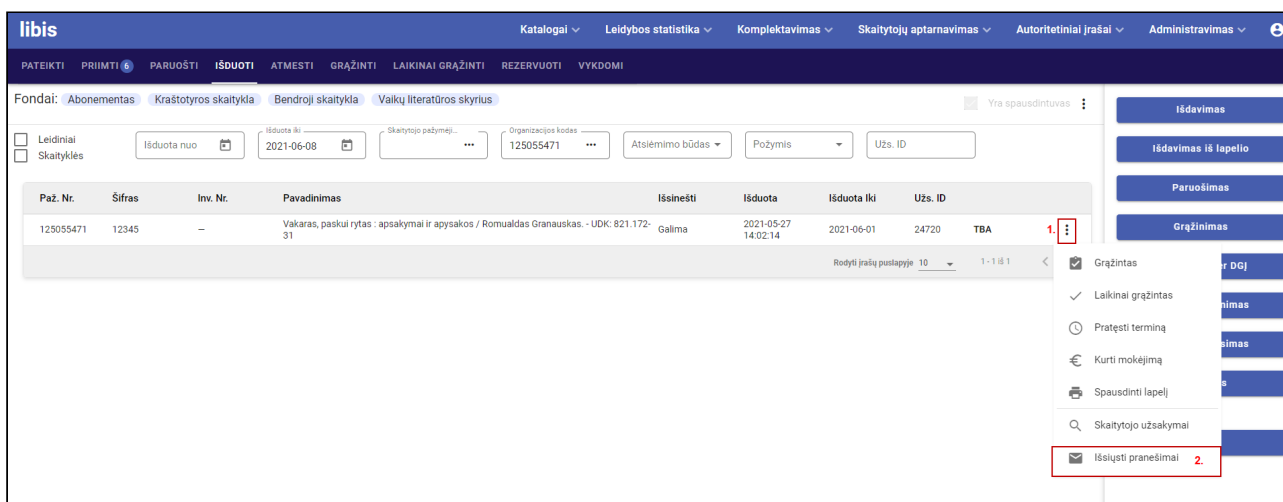 libis
Katalogai Leidybos statistika Komplektavimas Skaitytojų aptarnavimas Autoritetiniai įrašai Administravimas
PATEIKTI PRIIMTI 6 PARUOŠTI IŠDUOTI ATMESTI GRĄŽINTI LAIKINAI GRĄŽINTI REZERVUOTI VYKDOMI
Fondai: Abonementas Kraštotyros skaitykla Bendroji skaitykla Vaikų literatūros skyrius Yra spausdintuvas
Leidiniai
Skaityklės
Išduota nuo
Išduota iki
2021-06-08
Skaitytojo pažymėji...
Organizacijos kodas
125055471
Atsiėmimo būdas
Požymis
Užs. ID
Paž. Nr. Šifras Inv. Nr. Pavadinimas Išsinešti Išduota Išduota Iki Užs. ID
125055471 12345 – Vakaras, paskui rytas : apsakymai ir apysakos / Romualdas Granauskas. - UDK: 821.172-
31
Galima
2021-05-27
14:02:14
2021-06-01 24720 TBA 1.
Rodyti įrašų puslapyje 10 1 - 1 iš 1
Grąžintas
Laikinai grąžintas
Pratęsti terminą
Kurti mokėjimą
Spausdinti lapelį
Skaitytojo užsakymai
Išsiųsti pranešimai 2.
Išdavimas
Išdavimas iš lapelio
Paruošimas
Grąžinimas
DGĮ